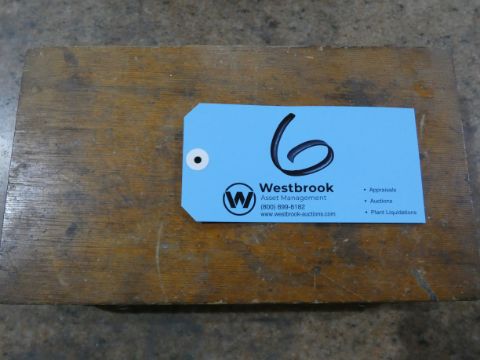 6
W
Westbrook
Asset Management
(800) 899-8182
www.westbrook-auctions.com
• Appraisals
• Auctions
• Plant Liquidations